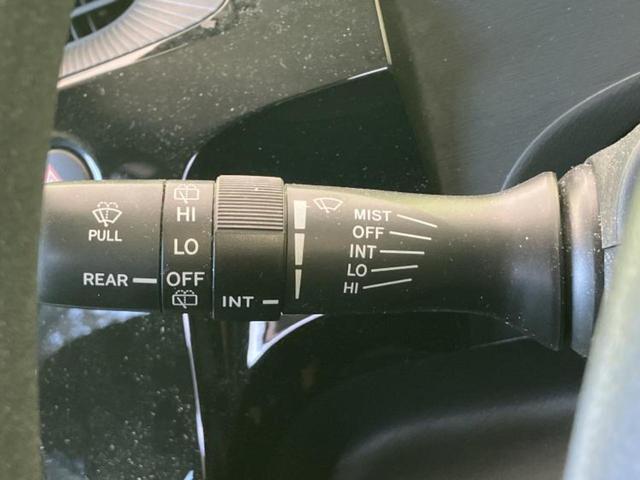 PULL
REAR
HI
LO
OFF
INT
MIST
OFF
INT
LO
HI